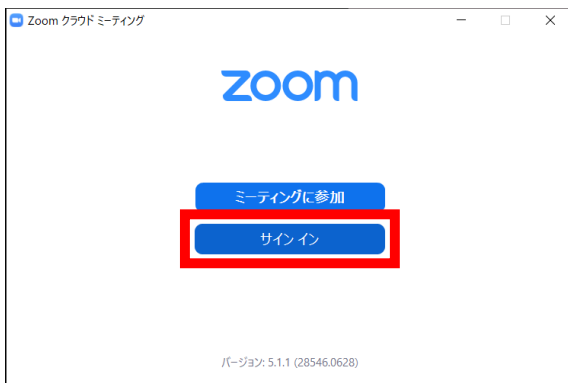 Zoom クラウド ミーティング
zoom
ミーティングに参加
サイン イン
バージョン: 5.1.1 (28546.0628)